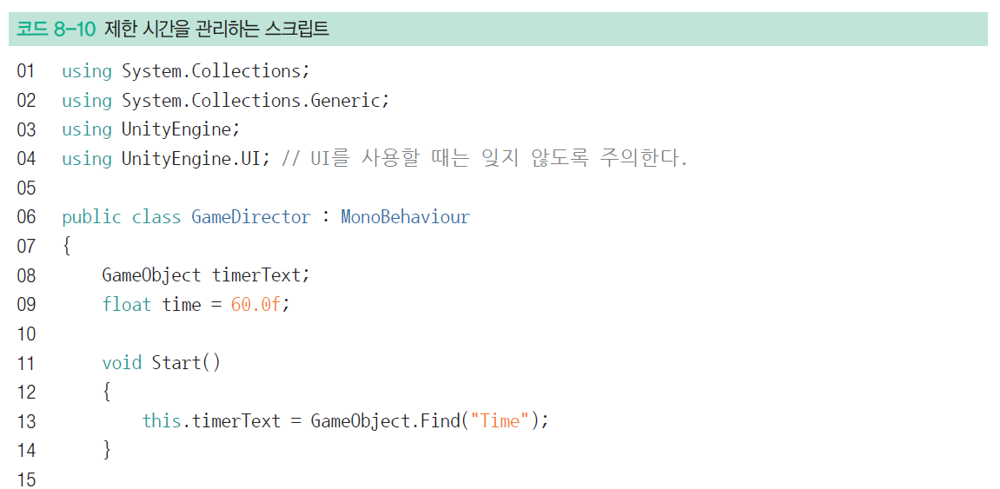 코드 8-10 제한 시간을 관리하는 스크립트
01 using System.Collections;
02 using System.Collections.Generic;
03 using UnityEngine;
04 using UnityEngine.UI; // UI를 사용할 때는 잊지 않도록 주의한다.
05
06 public class GameDirector : MonoBehaviour
07 {
08     GameObject timerText;
09     float time = 60.0f;
10
11     void Start()
12     {
13         this.timerText = GameObject.Find("Time");
14     }
15